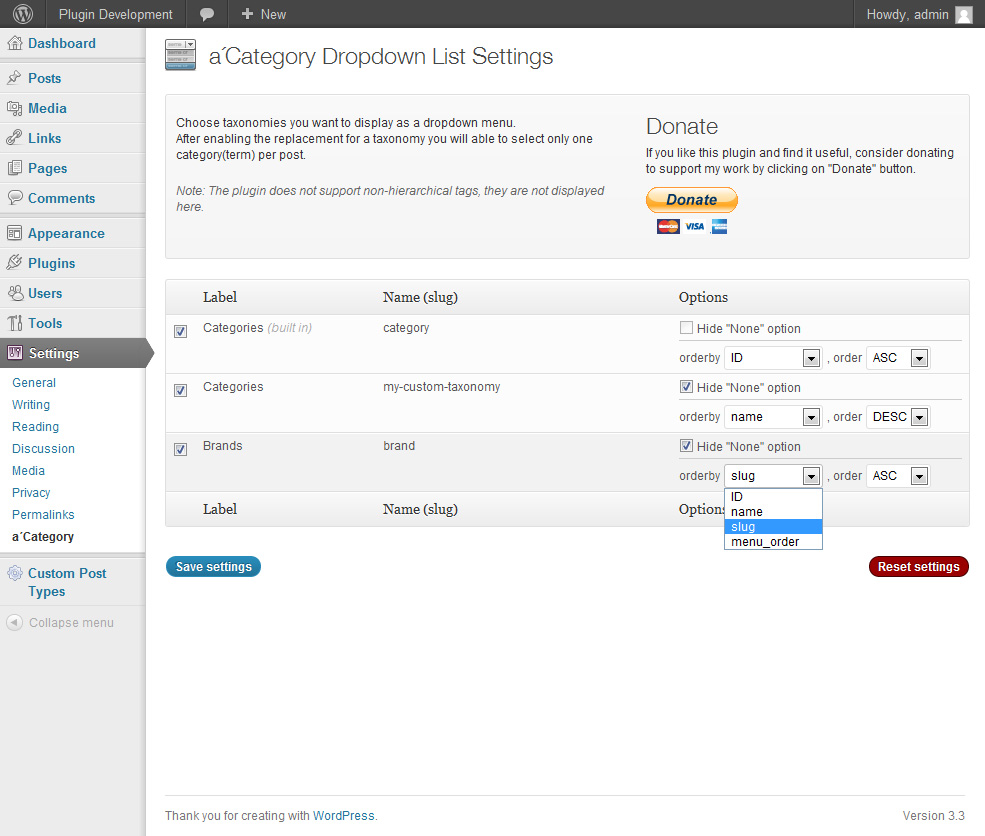 Plugin Development
New
Howdy, admin
Dashboard
Posts
Media
Links
Pages
Comments
Appearance
Plugins
Users
Tools
Settings
General
Writing
Reading
Discussion
Media
Privacy
Permalinks
a´Category
Custom Post
Types
Collapse menu
a´Category Dropdown List Settings
Choose taxonomies you want to display as a dropdown menu.
After enabling the replacement for a taxonomy you will able to select only one
category(term) per post.
Note: The plugin does not support non-hierarchical tags, they are not displayed
here.
Donate
If you like this plugin and find it useful, consider donating
to support my work by clicking on "Donate" button.
Donate
MasterCard VISA
Label Name (slug) Options
Categories (built in) category Hide "None" option
orderby ID , order ASC
Categories my-custom-taxonomy Hide "None" option
orderby name , order DESC
Brands brand Hide "None" option
orderby slug , order ASC
ID
name
slug
menu_order
Label Name (slug) Option
Save settings Reset settings
Thank you for creating with WordPress. Version 3.3